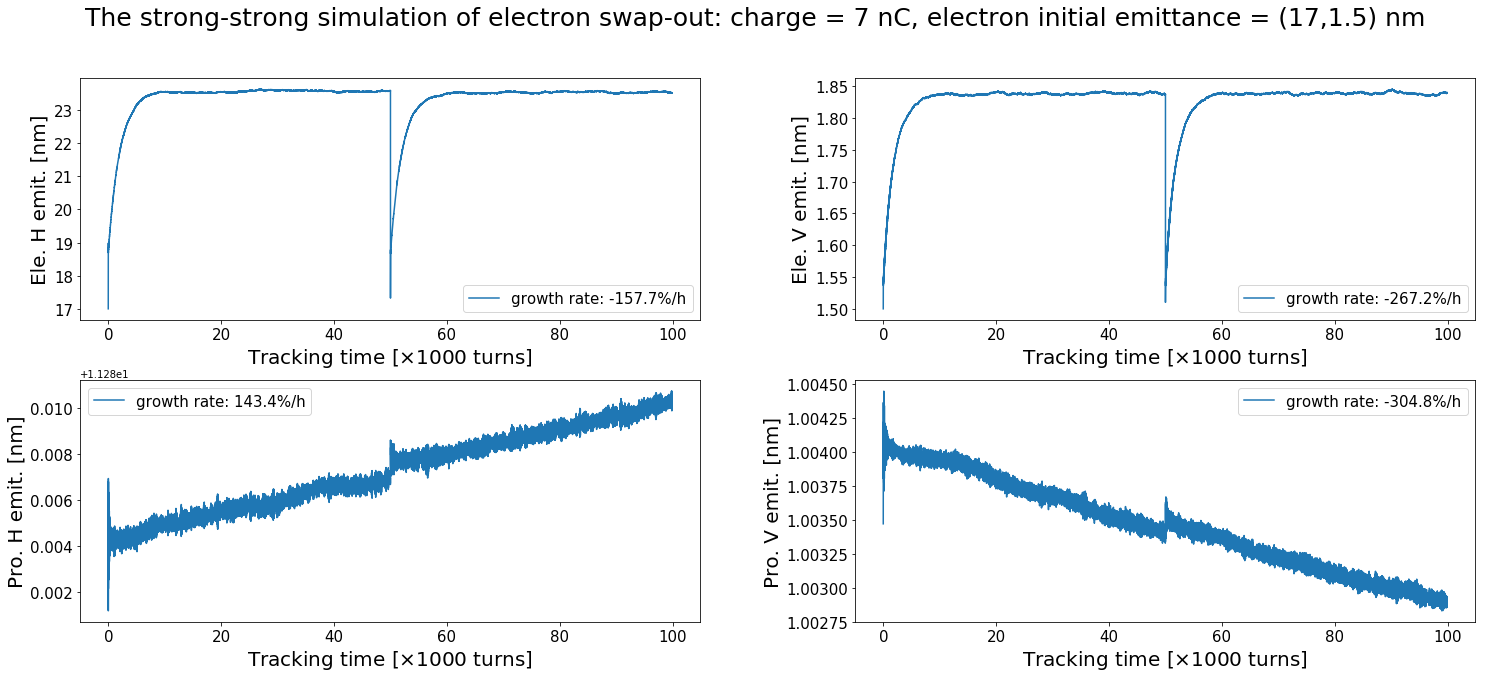 The strong-strong simulation of electron swap-out: charge = 7 nC, electron initial emittance = (17,1.5) nm
Ele. H emit. [nm]
23
22
21
20
19
18
17
growth rate: -157.7%/h
0 20 40 60 80 100
Tracking time [×1000 turns]
Ele. V emit. [nm]
1.85
1.80
1.75
1.70
1.65
1.60
1.55
1.50
growth rate: -267.2%/h
0 20 40 60 80 100
Tracking time [×1000 turns]
+1.128e1
Pro. H emit. [nm]
0.010
0.008
0.006
0.004
0.002
growth rate: 143.4%/h
0 20 40 60 80 100
Tracking time [×1000 turns]
Pro. V emit. [nm]
1.00450
1.00425
1.00400
1.00375
1.00350
1.00325
1.00300
1.00275
growth rate: -304.8%/h
0 20 40 60 80 100
Tracking time [×1000 turns]